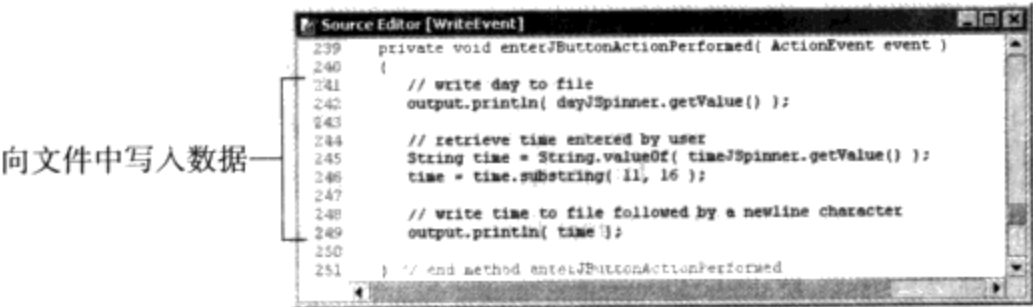 Source Editor [WriteEvent]
239 private void enterJButtonActionPerformed( ActionEvent event )
240 {
241 // write day to file
242 output.println( dayJSpinner.getValue() );
243
244 // retrieve time entered by user
245 String time = String.valueOf( timeJSpinner.getValue() );
246 time = time.substring( 11, 16 );
247
248 // write time to file followed by a newline character
249 output.println( time );
250
251 } // end method enterJButtonActionPerformed
向文件中写入数据